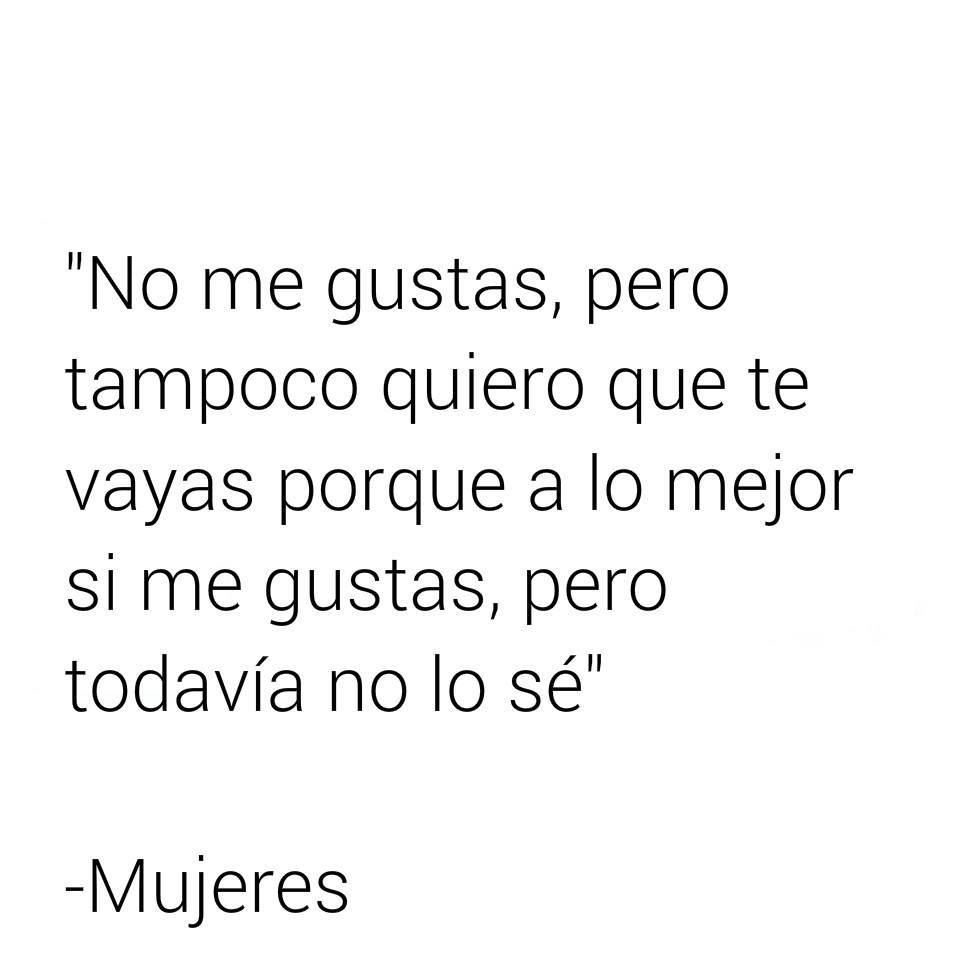 "No me gustas, pero
tampoco quiero que te
vayas porque a lo mejor
si me gustas, pero
todavía no lo sé"
-Mujeres